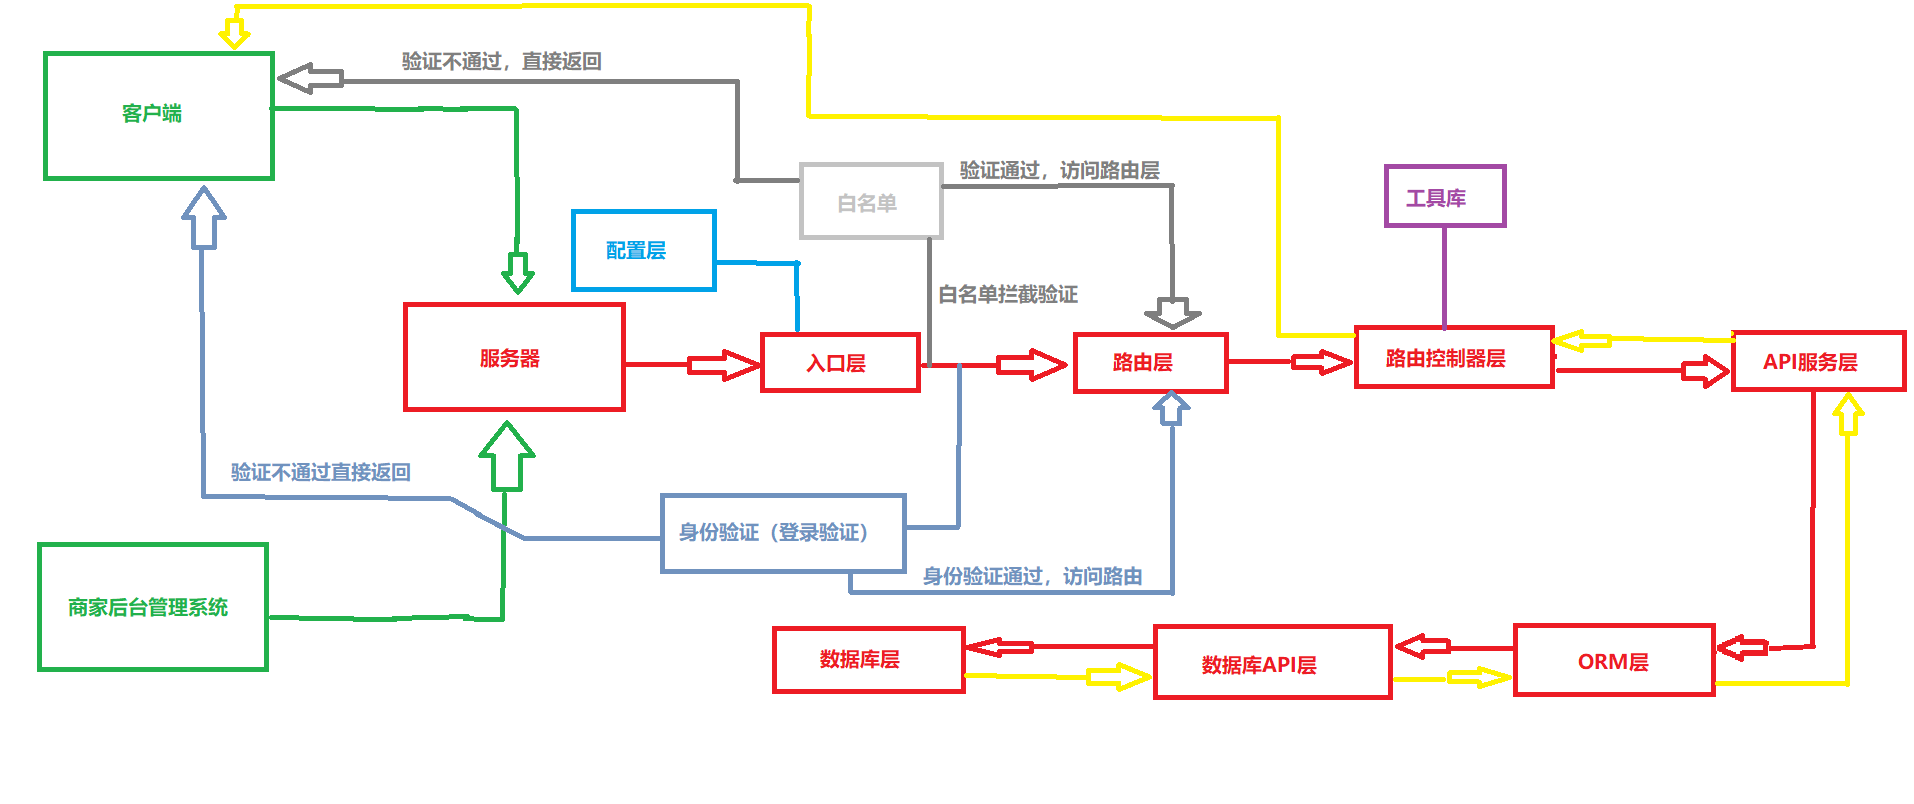 验证不通过，直接返回
客户端
验证通过，访问路由层
白名单
工具库
配置层
白名单拦截验证
服务器
入口层
路由层
路由控制器层
API服务层
验证不通过直接返回
身份验证（登录验证）
身份验证通过，访问路由
商家后台管理系统
数据库层
数据库API层
ORM层